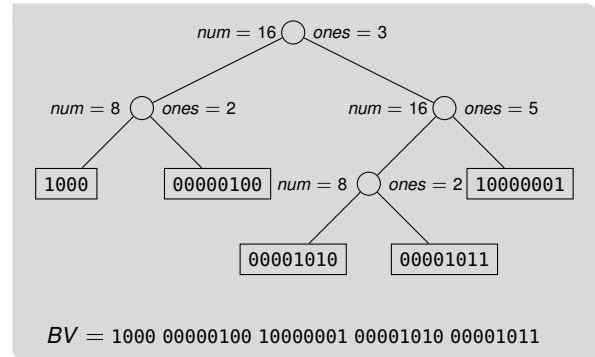 num = 16 ones = 3
num = 8 ones = 2 num = 16 ones = 5
1000 00000100 num = 8 ones = 2 10000001
00001010 00001011
BV = 1000 00000100 10000001 00001010 00001011